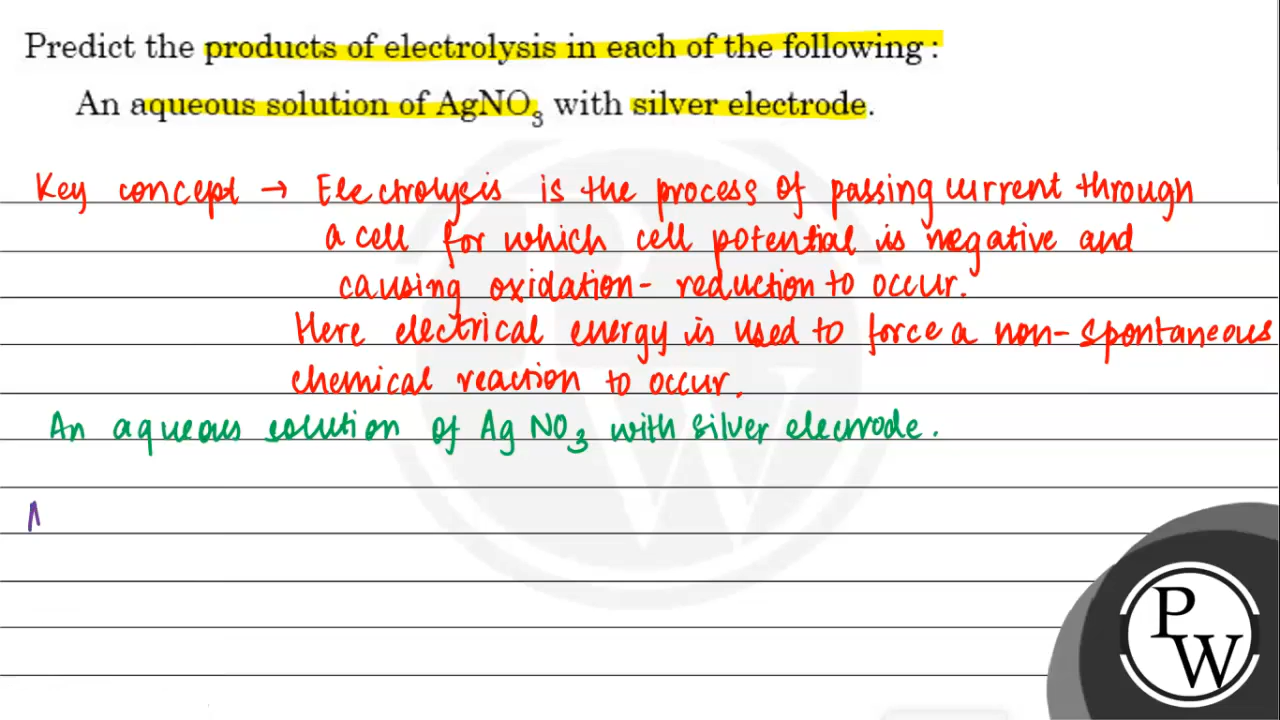 Predict the products of electrolysis in each of the following :
An aqueous solution of AgNO₃ with silver electrode.
Key concept → Electrolysis is the process of passing current through
a cell for which cell potential is negative and
causing oxidation - reduction to occur.
Here electrical energy is used to force a non-spontaneous
chemical reaction to occur.
An aqueous solution of AgNO₃ with silver electrode.
P
W